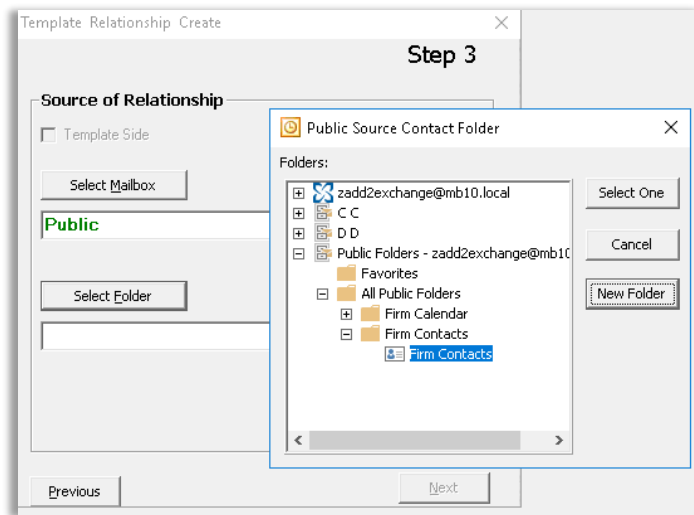 Template Relationship Create
Step 3
Source of Relationship
Template Side
Select Mailbox
Public
Select Folder
Previous
Next
Public Source Contact Folder
Folders:
zadd2exchange@mb10.local
C C
D D
Public Folders - zadd2exchange@mb10
Favorites
All Public Folders
Firm Calendar
Firm Contacts
Firm Contacts
Select One
Cancel
New Folder